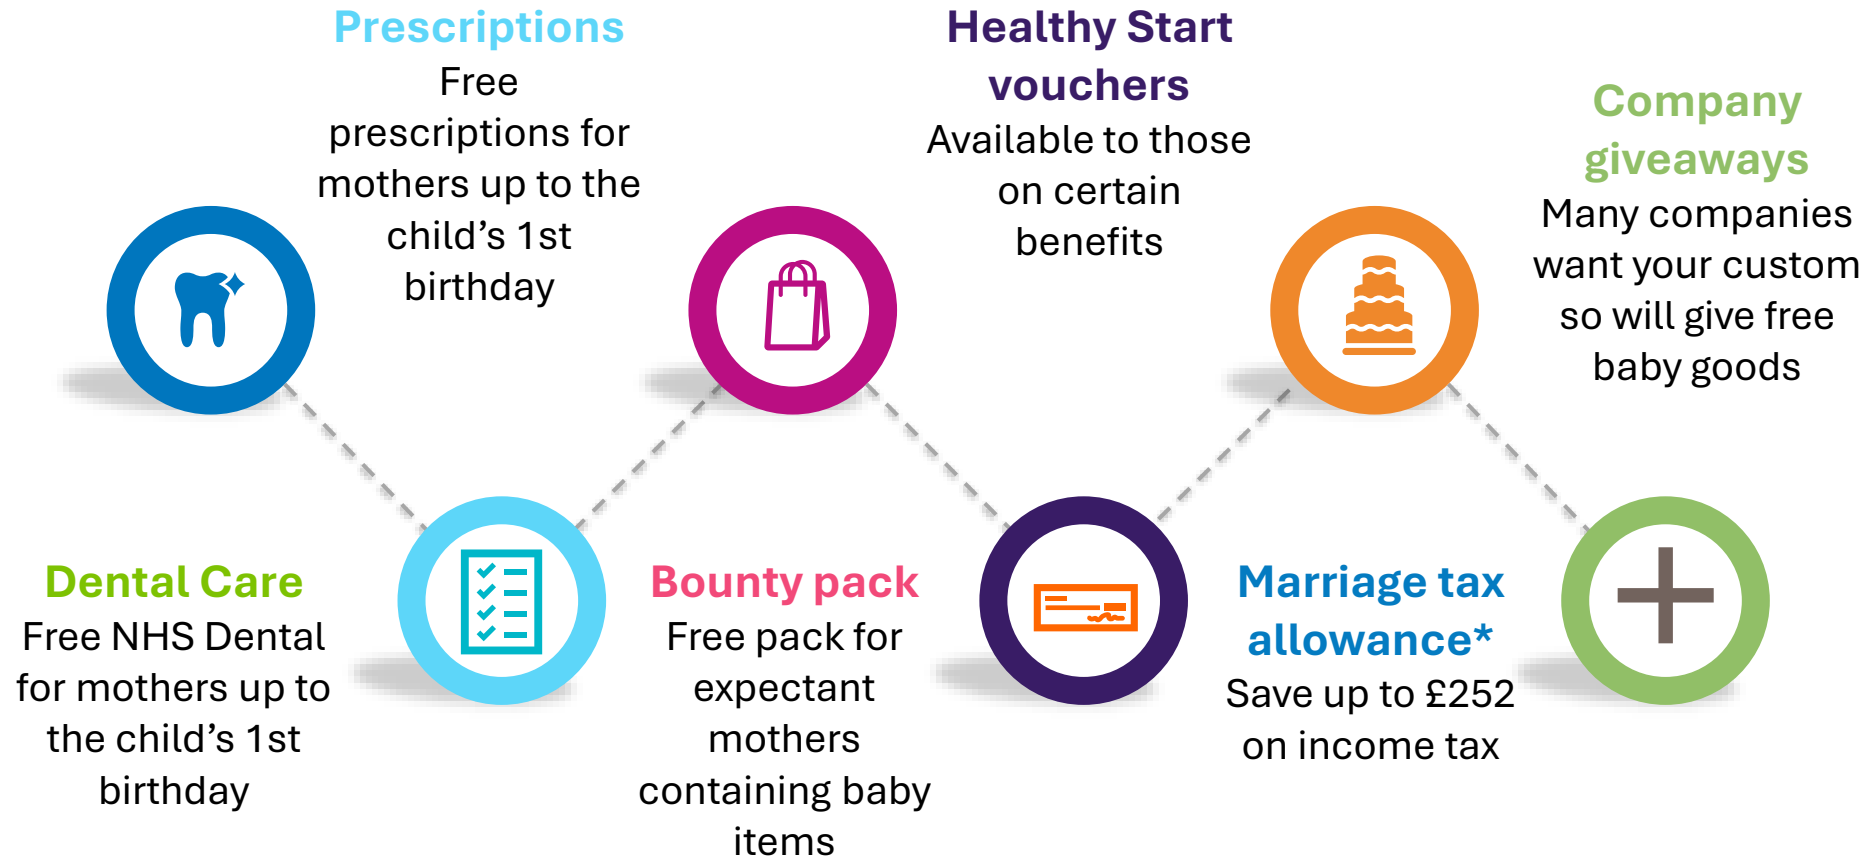 Prescriptions
Free
prescriptions for
mothers up to the
child’s 1st
birthday
Healthy Start
vouchers
Available to those
on certain
benefits
Company
giveaways
Many companies
want your custom
so will give free
baby goods
Dental Care
Free NHS Dental
for mothers up to
the child’s 1st
birthday
Bounty pack
Free pack for
expectant
mothers
containing baby
items
Marriage tax
allowance*
Save up to £252
on income tax